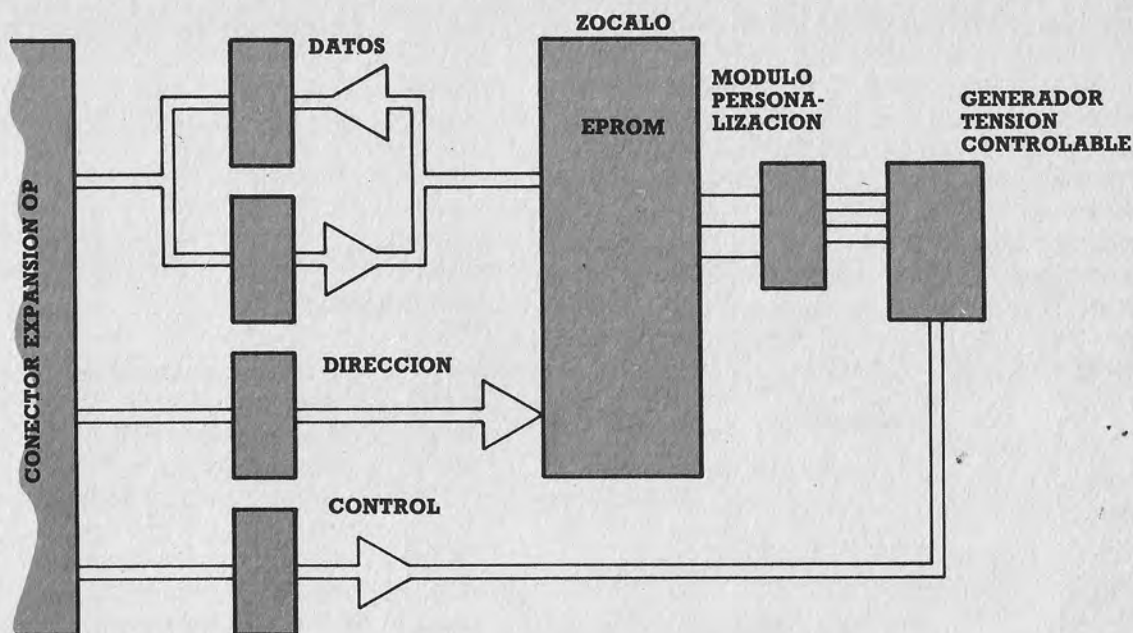 ZOCALO
DATOS
MODULO
PERSONA-
LIZACION
GENERADOR
TENSION
CONTROLABLE
EPROM
CONECTOR EXPANSION OP
DIRECCION
CONTROL